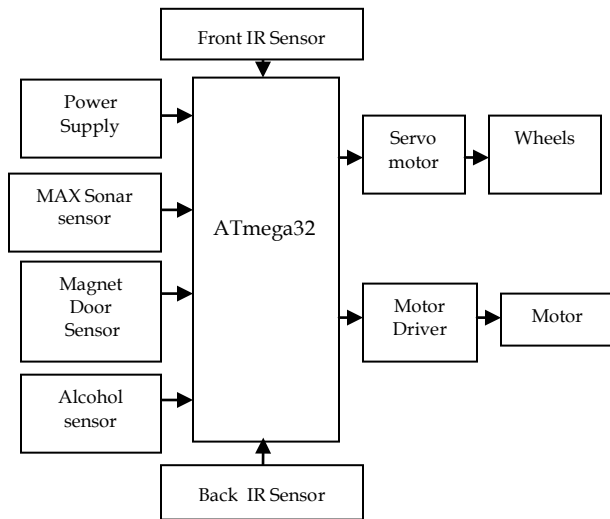 Front IR Sensor
Power
Supply
MAX Sonar
sensor
Magnet
Door
Sensor
Alcohol
sensor
ATmega32
Servo
motor
Wheels
Motor
Driver
Motor
Back IR Sensor